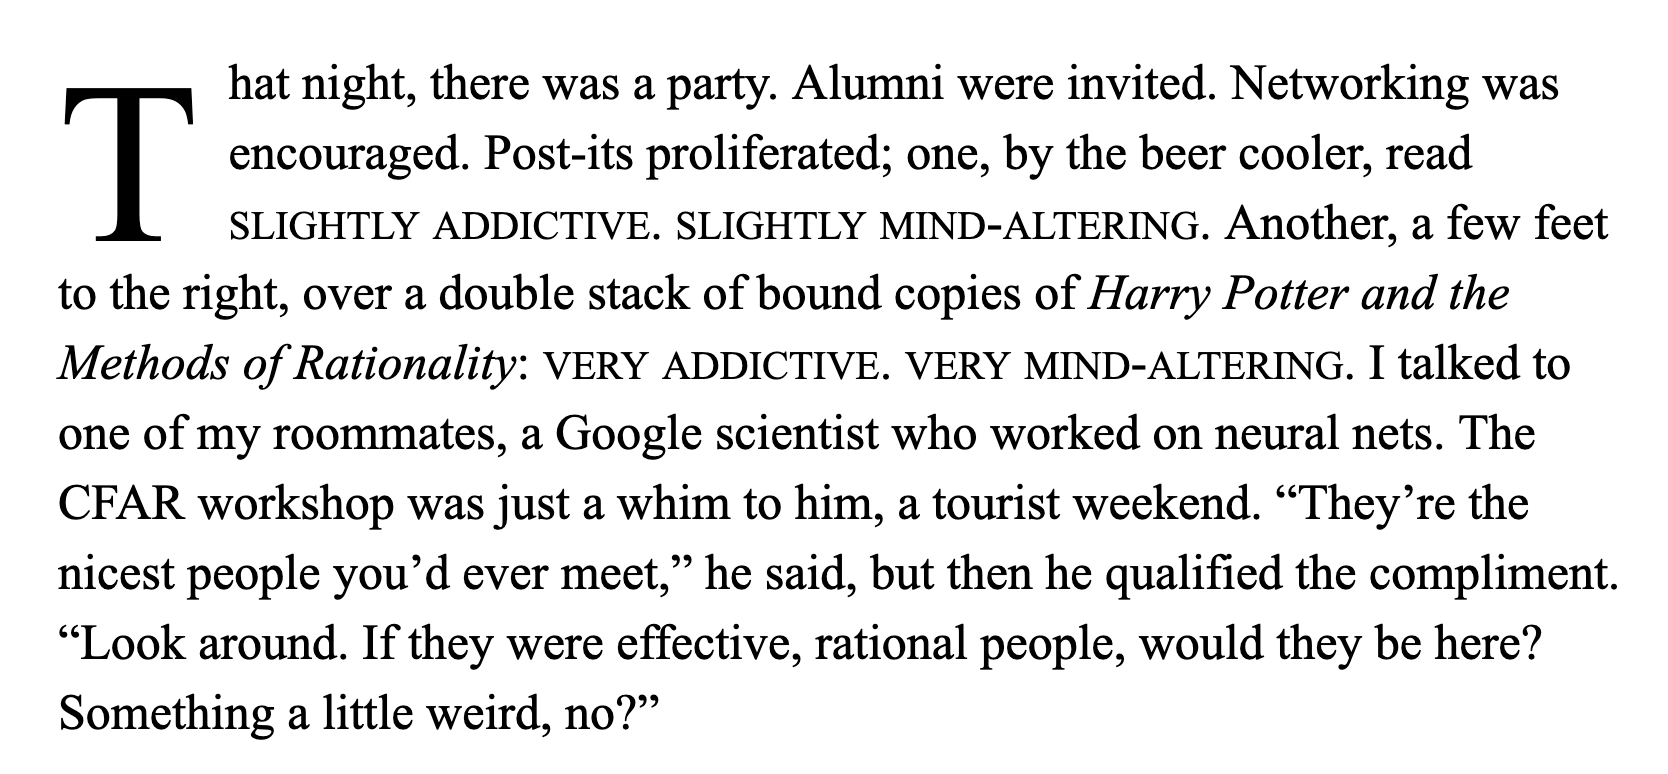 That night, there was a party. Alumni were invited. Networking was
encouraged. Post-its proliferated; one, by the beer cooler, read
SLIGHTLY ADDICTIVE. SLIGHTLY MIND-ALTERING. Another, a few feet
to the right, over a double stack of bound copies of Harry Potter and the
Methods of Rationality: VERY ADDICTIVE. VERY MIND-ALTERING. I talked to
one of my roommates, a Google scientist who worked on neural nets. The
CFAR workshop was just a whim to him, a tourist weekend. “They’re the
nicest people you’d ever meet,” he said, but then he qualified the compliment.
“Look around. If they were effective, rational people, would they be here?
Something a little weird, no?”